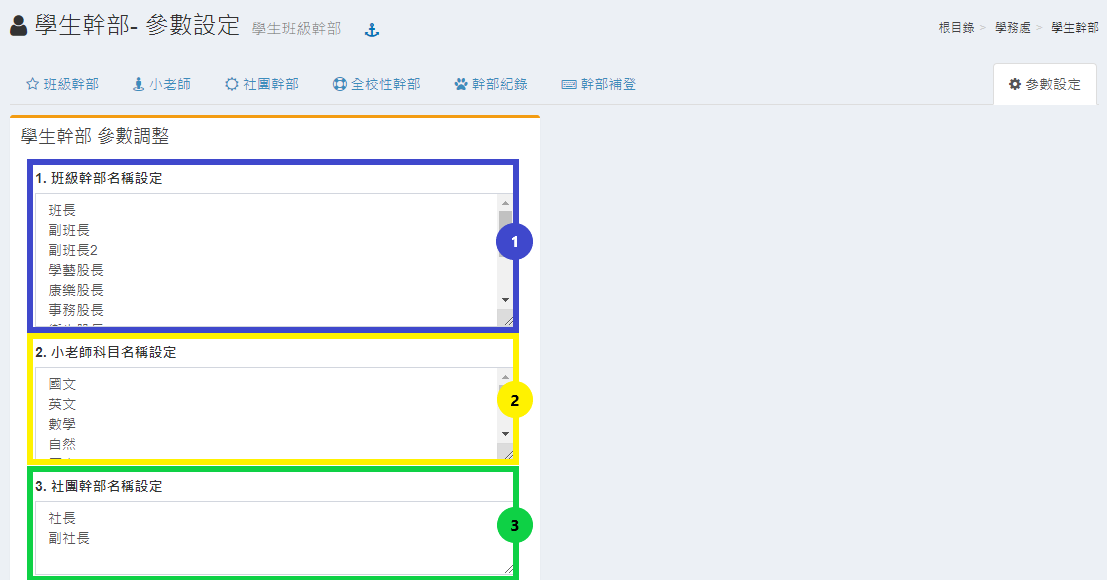 學生幹部- 參數設定 學生班級幹部
根目錄 > 學務處 > 學生幹部
班級幹部 小老師 社團幹部 全校性幹部 幹部紀錄 幹部補登 參數設定
學生幹部 參數調整
1. 班級幹部名稱設定
班長
副班長
副班長2
1
學藝股長
康樂股長
事務股長
2. 小老師科目名稱設定
國文
英文
2
數學
自然
3. 社團幹部名稱設定
社長
3
副社長